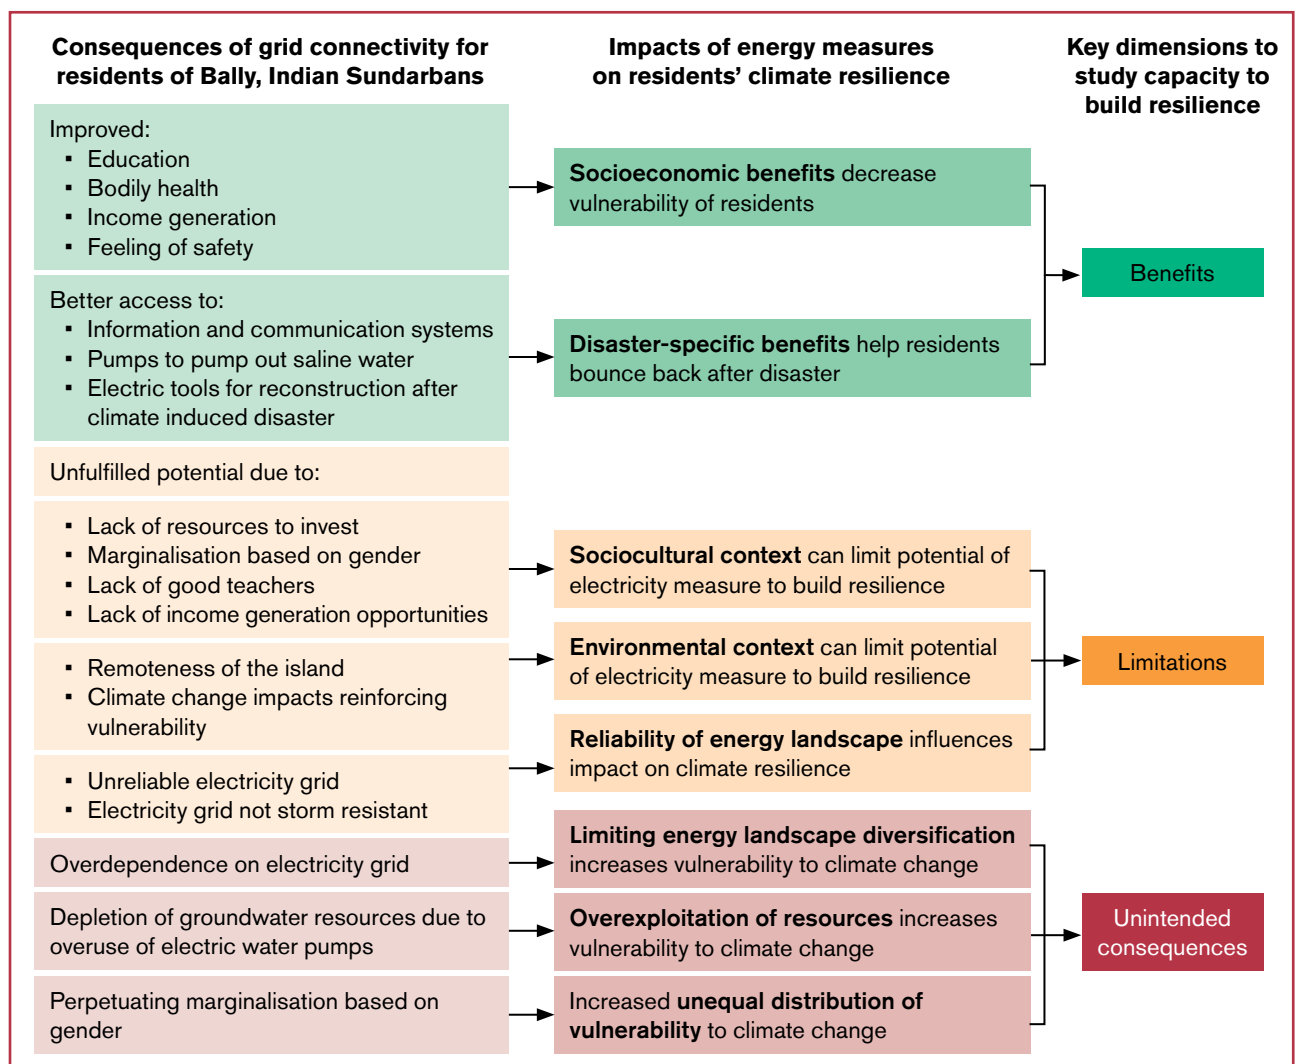 Consequences of grid connectivity for
residents of Bally, Indian Sundarbans
Impacts of energy measures
on residents’ climate resilience
Key dimensions to
study capacity to
build resilience
Improved:
▪ Education
▪ Bodily health
▪ Income generation
▪ Feeling of safety
Socioeconomic benefits decrease
vulnerability of residents
Better access to:
▪ Information and communication systems
▪ Pumps to pump out saline water
▪ Electric tools for reconstruction after
climate induced disaster
Disaster-specific benefits help residents
bounce back after disaster
Benefits
Unfulfilled potential due to:
▪ Lack of resources to invest
▪ Marginalisation based on gender
▪ Lack of good teachers
▪ Lack of income generation opportunities
Sociocultural context can limit potential of
electricity measure to build resilience
▪ Remoteness of the island
▪ Climate change impacts reinforcing
vulnerability
Environmental context can limit potential
of electricity measure to build resilience
▪ Unreliable electricity grid
▪ Electricity grid not storm resistant
Reliability of energy landscape influences
impact on climate resilience
Limitations
Overdependence on electricity grid
Limiting energy landscape diversification
increases vulnerability to climate change
Depletion of groundwater resources due to
overuse of electric water pumps
Overexploitation of resources increases
vulnerability to climate change
Perpetuating marginalisation based on
gender
Increased unequal distribution of
vulnerability to climate change
Unintended
consequences